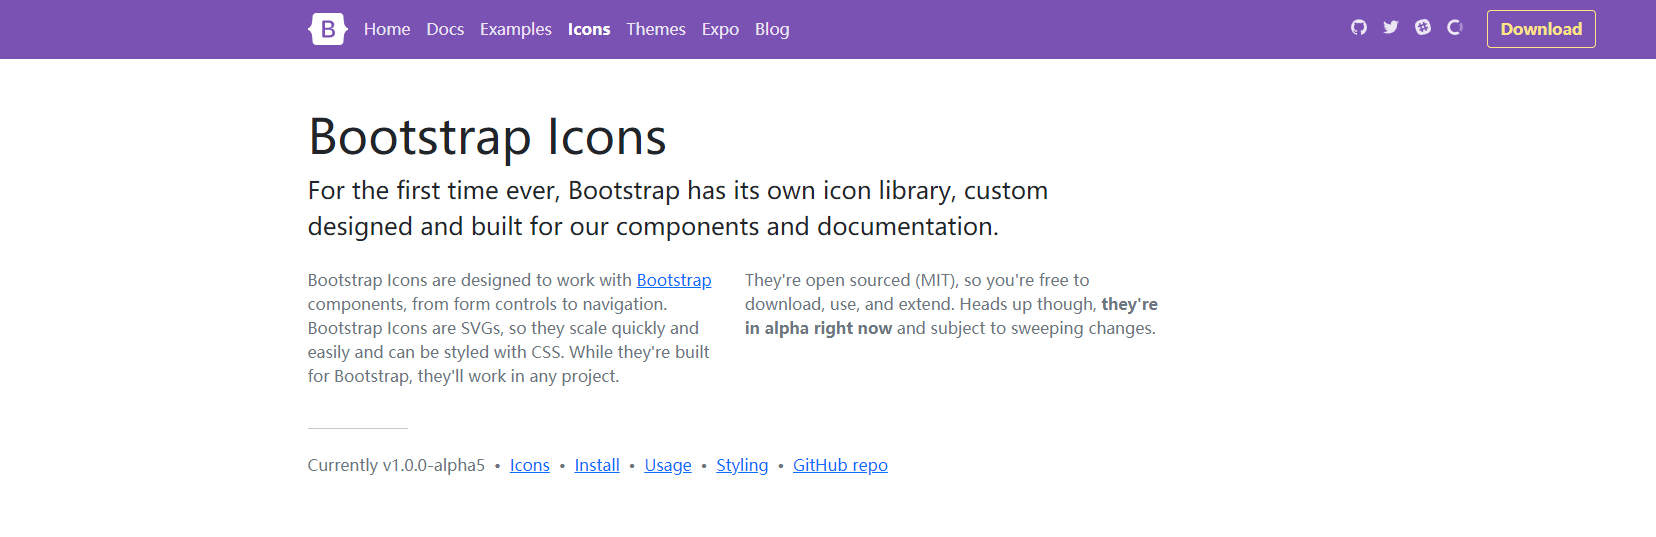 B Home Docs Examples Icons Themes Expo Blog Download
Bootstrap Icons
For the first time ever, Bootstrap has its own icon library, custom
designed and built for our components and documentation.
Bootstrap Icons are designed to work with Bootstrap
components, from form controls to navigation.
Bootstrap Icons are SVGs, so they scale quickly and
easily and can be styled with CSS. While they're built
for Bootstrap, they'll work in any project.
They're open sourced (MIT), so you're free to
download, use, and extend. Heads up though, they're
in alpha right now and subject to sweeping changes.
Currently v1.0.0-alpha5 • Icons • Install • Usage • Styling • GitHub repo